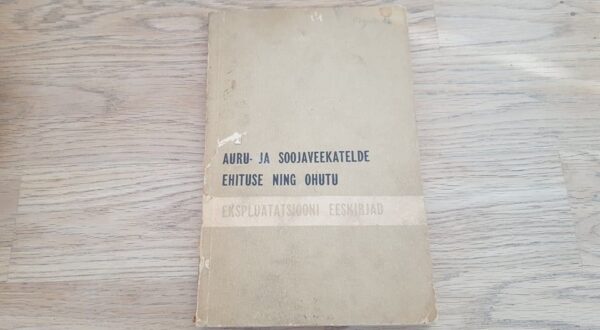 AURU- JA SOOJAVEEKATELDE
EHITUSE NING OHUTU
EKSPLUATATSIOONI EESKIRJAD